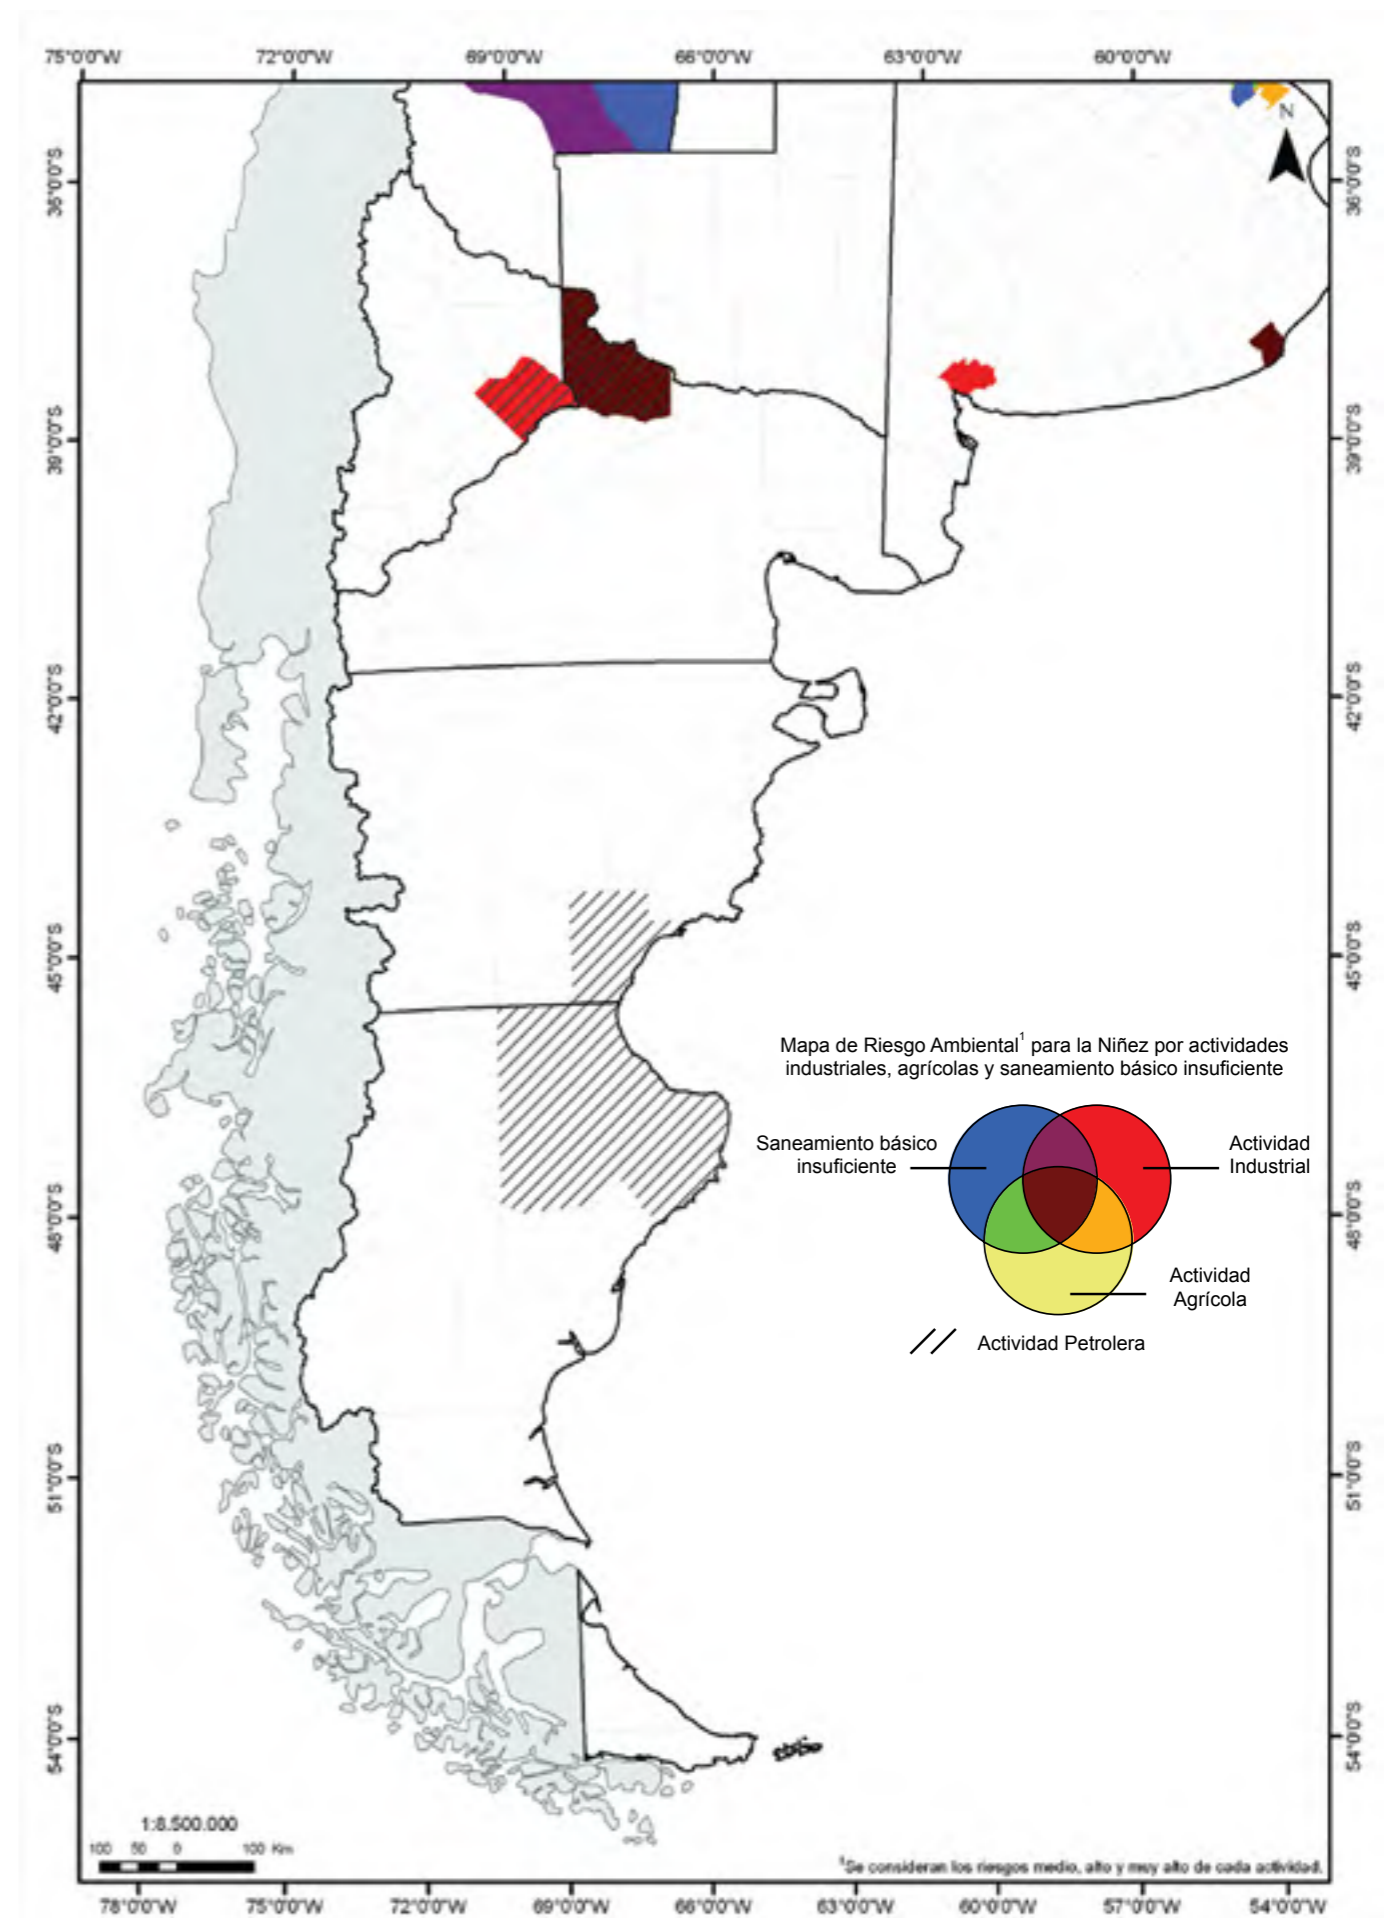 75°0'0"W 72°0'0"W 69°0'0"W 66°0'0"W 63°0'0"W 60°0'0"W
N
36°0'0"S 36°0'0"S
39°0'0"S 39°0'0"S
42°0'0"S 42°0'0"S
45°0'0"S 45°0'0"S
Mapa de Riesgo Ambiental¹ para la Niñez por actividades
industriales, agrícolas y saneamiento básico insuficiente
Saneamiento básico
insuficiente
Actividad
Industrial
48°0'0"S 48°0'0"S
Actividad
Agrícola
Actividad Petrolera
51°0'0"S 51°0'0"S
54°0'0"S 54°0'0"S
1:8.500.000
100 50 0 100 Km
¹Se consideran los riesgos medio, alto y muy alto de cada actividad.
78°0'0"W 75°0'0"W 72°0'0"W 69°0'0"W 66°0'0"W 63°0'0"W 60°0'0"W 57°0'0"W 54°0'0"W